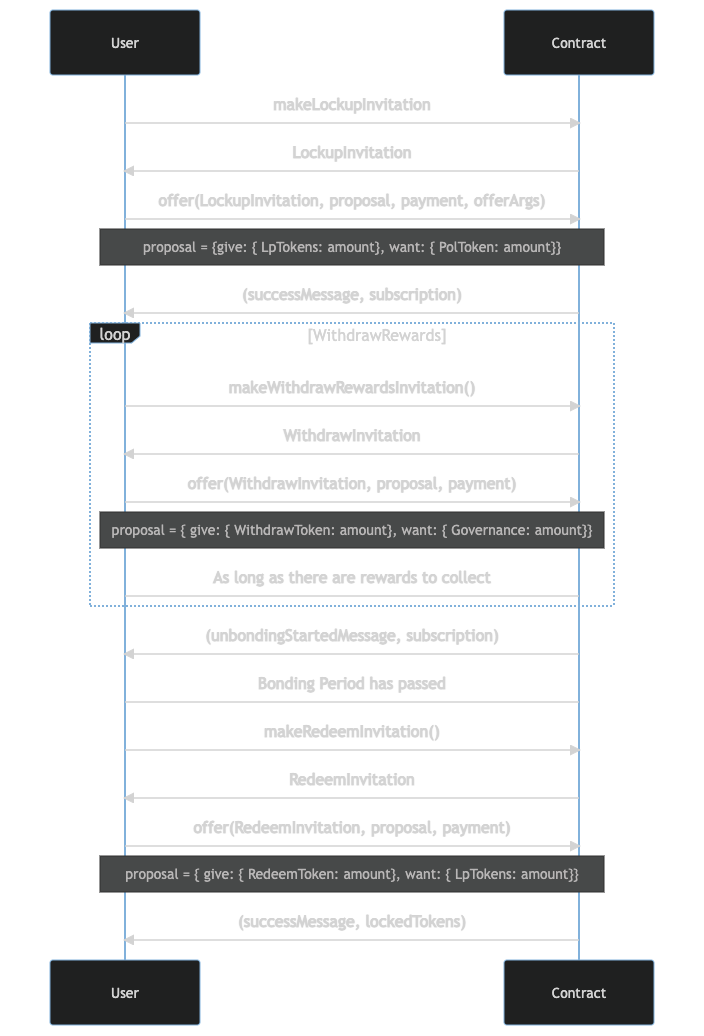 User
Contract
makeLockupInvitation
LockupInvitation
offer(LockupInvitation, proposal, payment, offerArgs)
proposal = {give: { LpTokens: amount}, want: { PolToken: amount}}
(successMessage, subscription)
loop
[WithdrawRewards]
makeWithdrawRewardsInvitation()
WithdrawInvitation
offer(WithdrawInvitation, proposal, payment)
proposal = { give: { WithdrawToken: amount}, want: { Governance: amount}}
As long as there are rewards to collect
(unbondingStartedMessage, subscription)
Bonding Period has passed
makeRedeemInvitation()
RedeemInvitation
offer(RedeemInvitation, proposal, payment)
proposal = { give: { RedeemToken: amount}, want: { LpTokens: amount}}
(successMessage, lockedTokens)
User
Contract